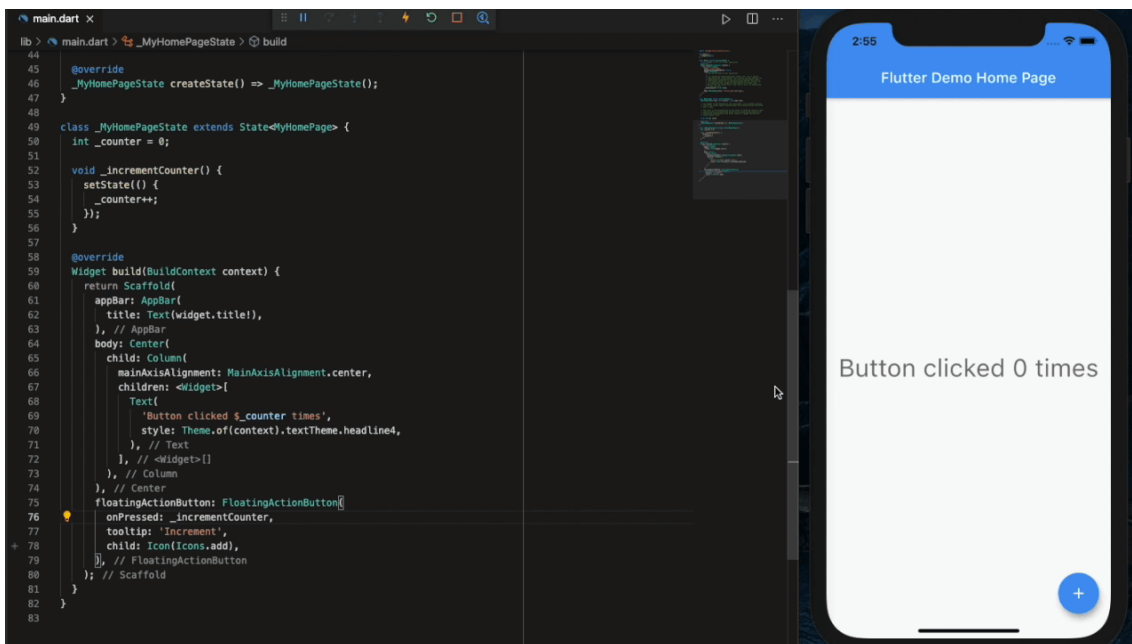 main.dart ×
lib > main.dart > _MyHomePageState > build
44
45 @override
46 _MyHomePageState createState() => _MyHomePageState();
47 }
48
49 class _MyHomePageState extends State<MyHomePage> {
50 int _counter = 0;
51
52 void _incrementCounter() {
53 setState(() {
54 _counter++;
55 });
56 }
57
58 @override
59 Widget build(BuildContext context) {
60 return Scaffold(
61 appBar: AppBar(
62 title: Text(widget.title!),
63 ), // AppBar
64 body: Center(
65 child: Column(
66 mainAxisAlignment: MainAxisAlignment.center,
67 children: <Widget>[
68 Text(
69 'Button clicked $_counter times',
70 style: Theme.of(context).textTheme.headline4,
71 ), // Text
72 ], // <Widget>[]
73 ), // Column
74 ), // Center
75 floatingActionButton: FloatingActionButton(
76 onPressed: _incrementCounter,
77 tooltip: 'Increment',
78 child: Icon(Icons.add),
79 ), // FloatingActionButton
80 ); // Scaffold
81 }
82 }
83
2:55
Flutter Demo Home Page
Button clicked 0 times
+